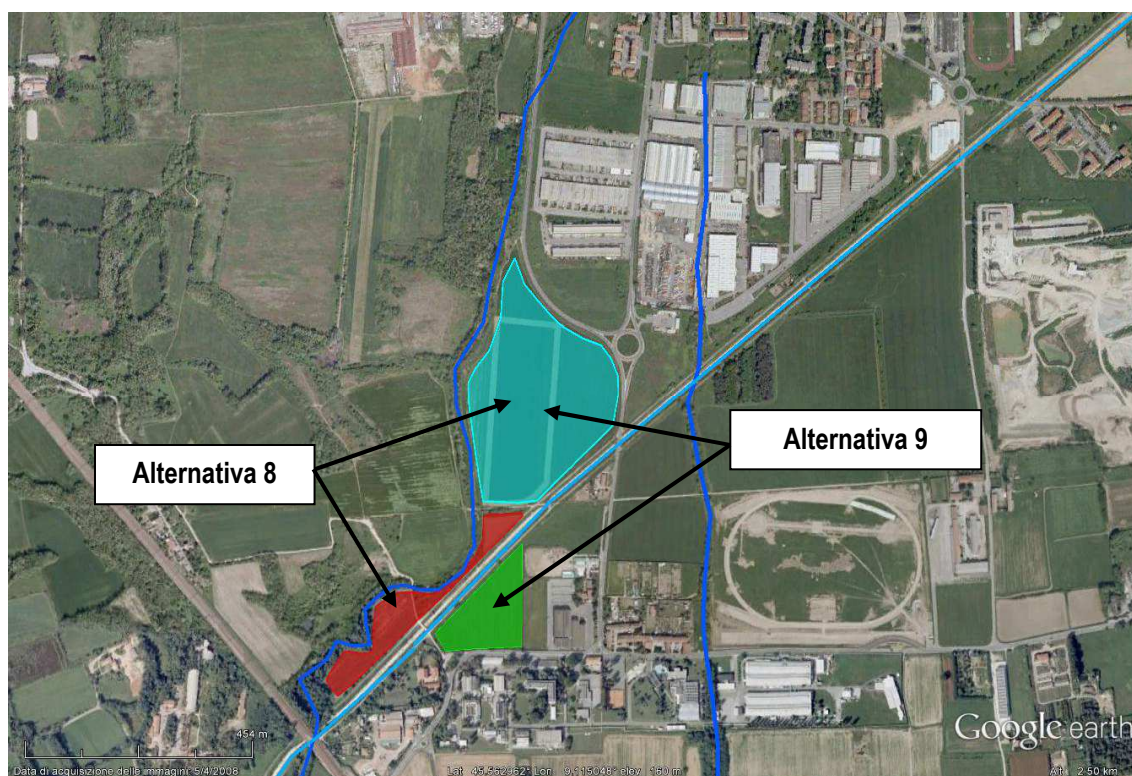 Alternativa 8
Alternativa 9
454 m
Google earth
Data di acquisizione delle immagini: 5/4/2008
Lat 45.562962° Lon 9.115048° elev 160 m
Alt 2.50 km